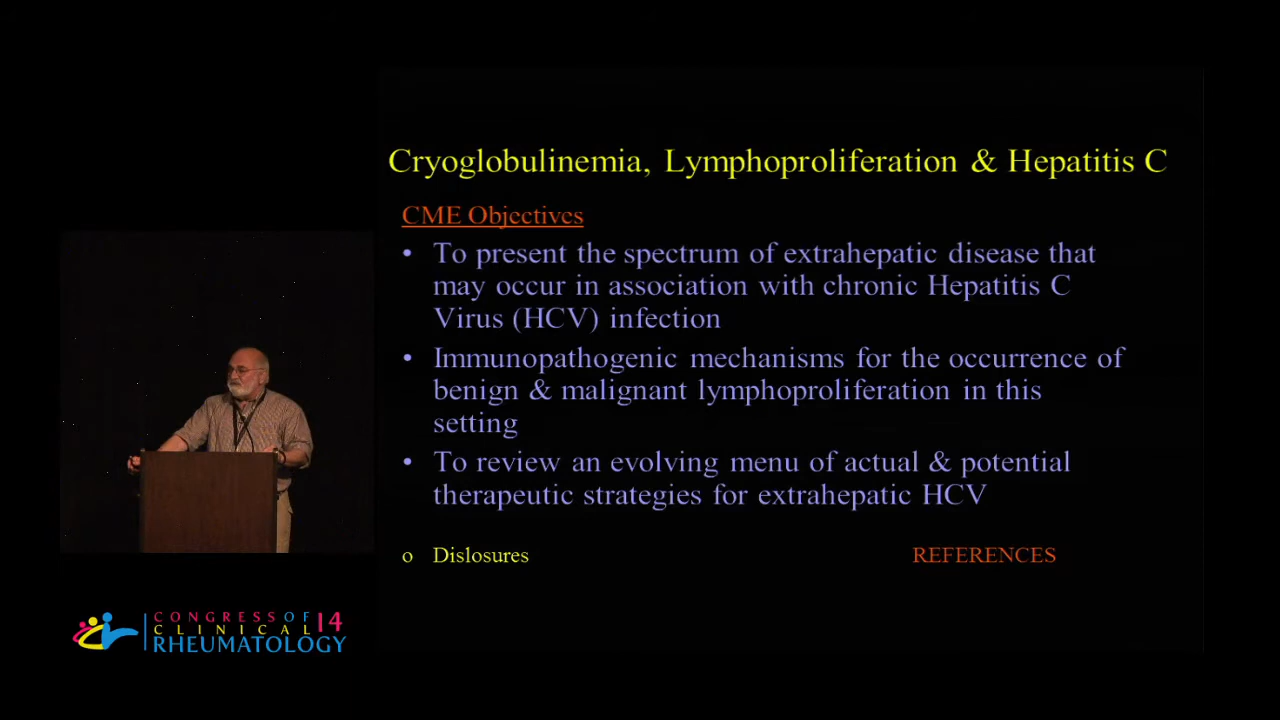 Cryoglobulinemia, Lymphoproliferation & Hepatitis C
CME Objectives
• To present the spectrum of extrahepatic disease that
may occur in association with chronic Hepatitis C
Virus (HCV) infection
• Immunopathogenic mechanisms for the occurrence of
benign & malignant lymphoproliferation in this
setting
• To review an evolving menu of actual & potential
therapeutic strategies for extrahepatic HCV
o Dislosures
REFERENCES
CONGRESS OF 14
CLINICAL
RHEUMATOLOGY